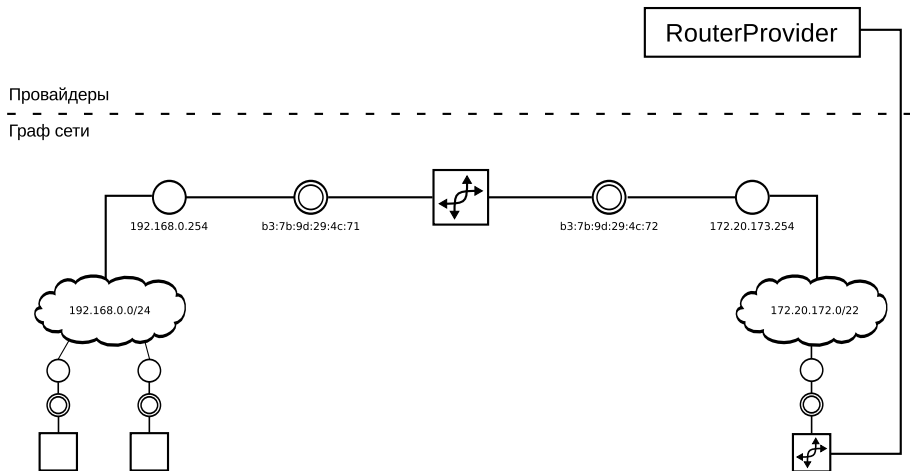 RouterProvider
Провайдеры
Граф сети
192.168.0.254
b3:7b:9d:29:4c:71
b3:7b:9d:29:4c:72
172.20.173.254
192.168.0.0/24
172.20.172.0/22